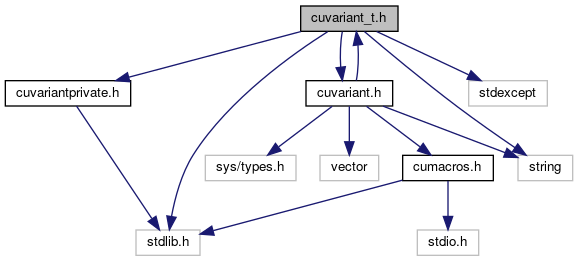 cuvariant_t.h
cuvariantprivate.h
cuvariant.h
stdexcept
sys/types.h
vector
cumacros.h
string
stdlib.h
stdio.h